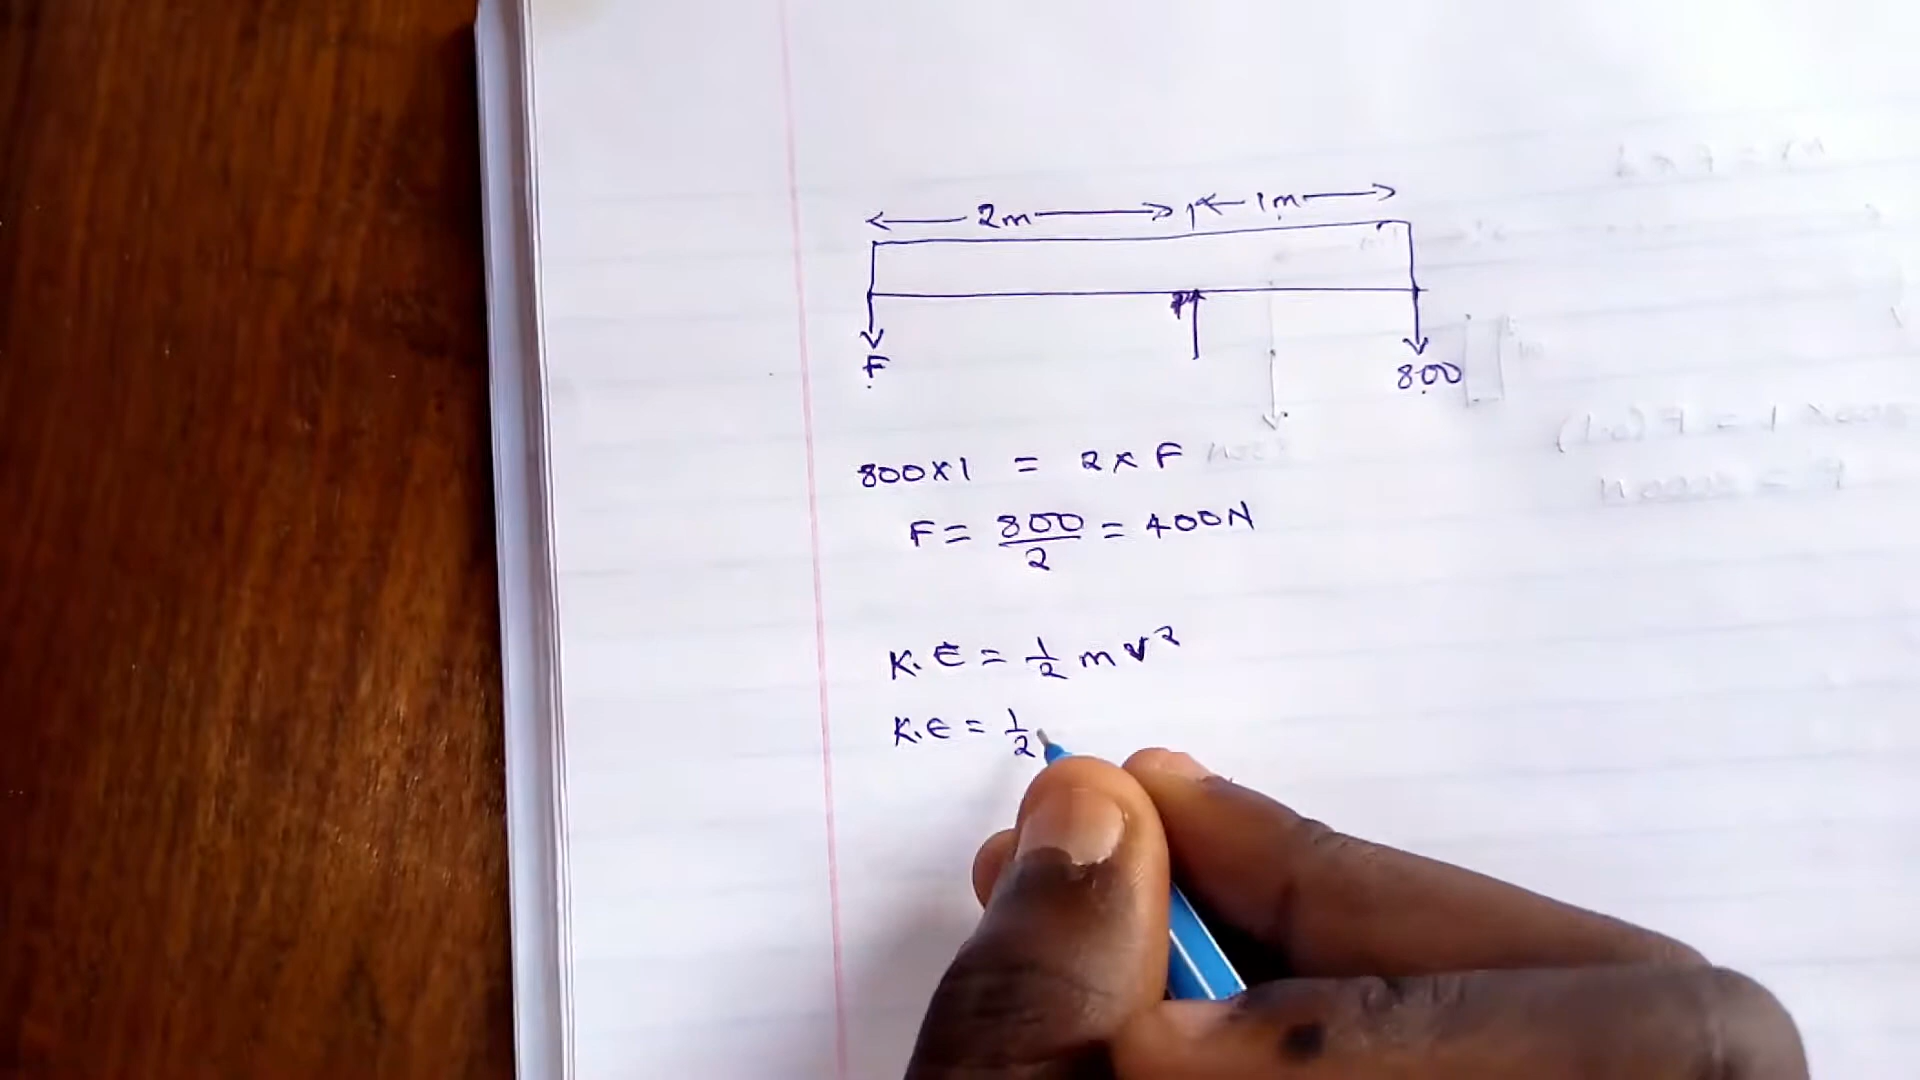 2m 1m
F 800
800 x 1 = 2 x F
F = 800/2 = 400N
K.E = 1/2 mv²
K.E = 1/2